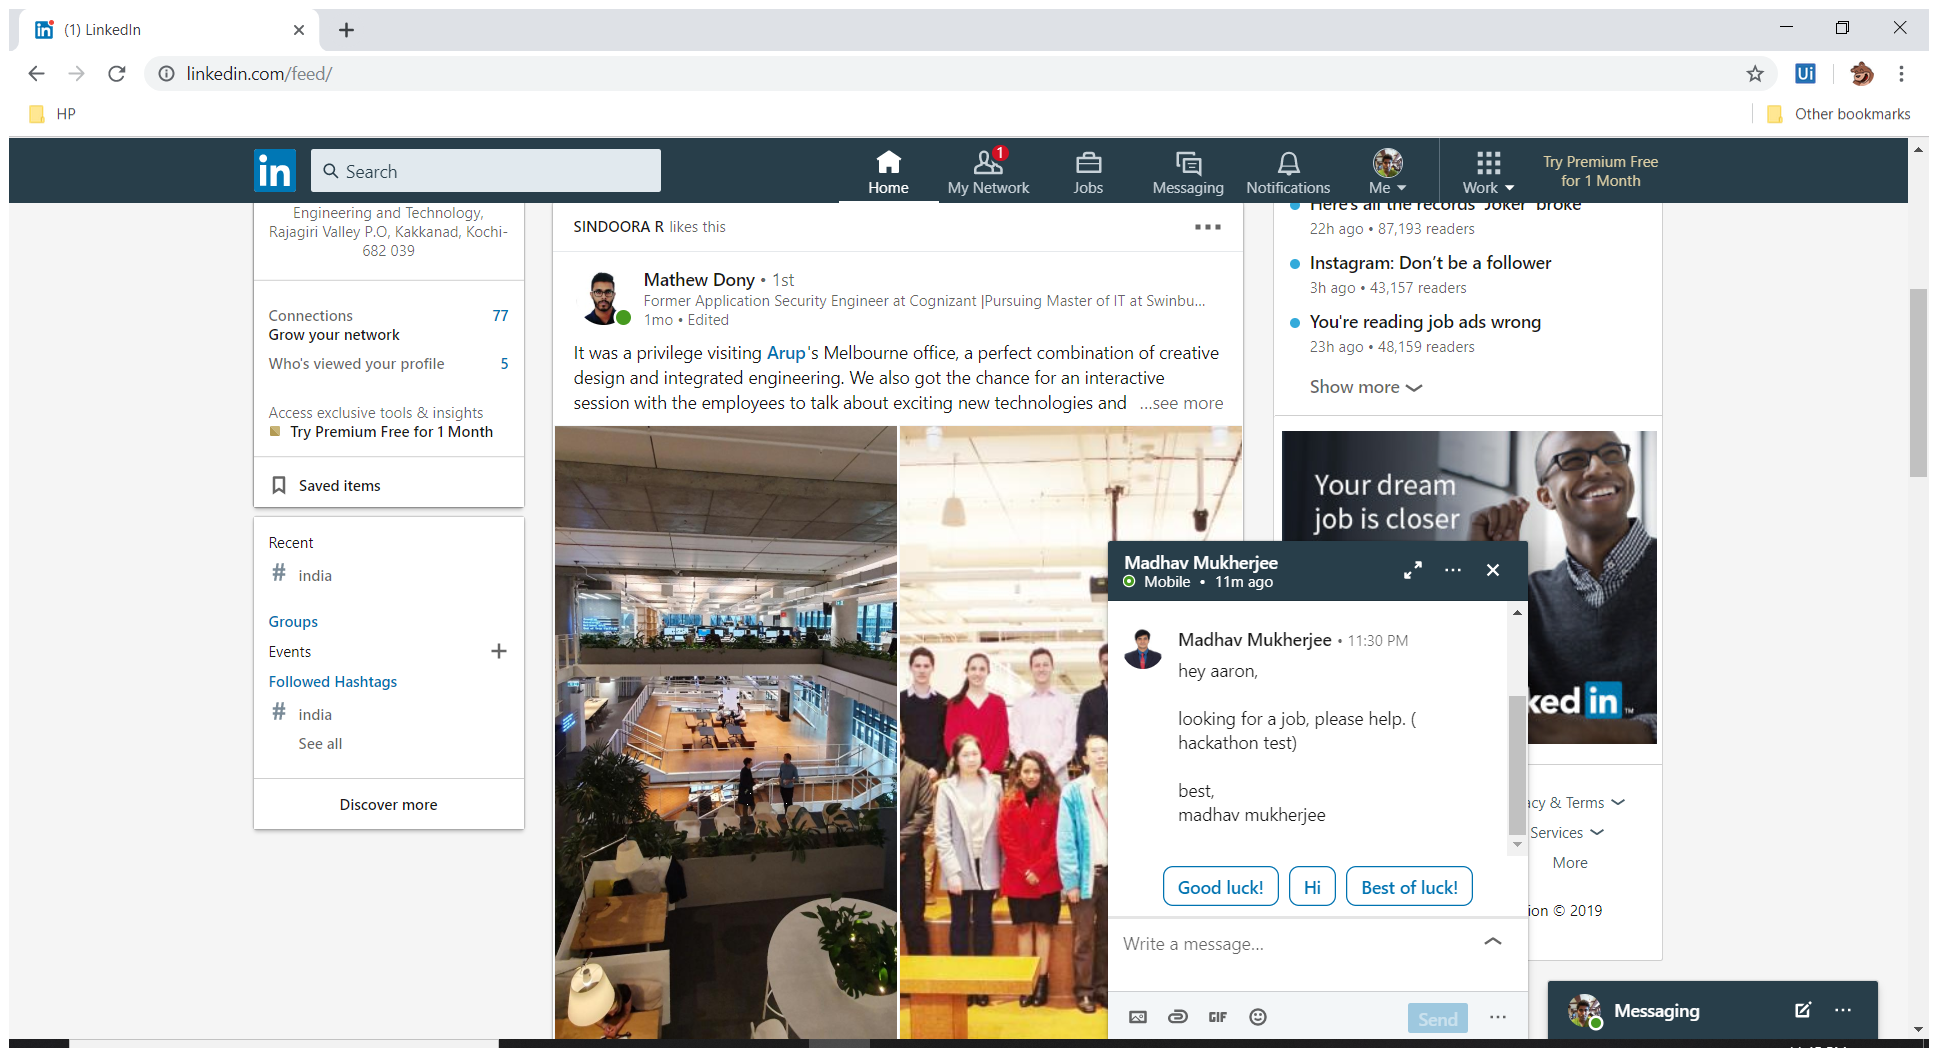 (1) LinkedIn
linkedin.com/feed/
Ui
HP
Other bookmarks
in
Search
Home
My Network
1
Jobs
Messaging
Notifications
Me
Work
Try Premium Free
for 1 Month
Engineering and Technology,
Rajagiri Valley P.O, Kakkanad, Kochi-
682 039
Connections 77
Grow your network
Who's viewed your profile 5
Access exclusive tools & insights
Try Premium Free for 1 Month
Saved items
Recent
# india
Groups
Events
Followed Hashtags
# india
See all
Discover more
SINDOORA R likes this
Mathew Dony • 1st
Former Application Security Engineer at Cognizant |Pursuing Master of IT at Swinbu...
1mo • Edited
It was a privilege visiting Arup's Melbourne office, a perfect combination of creative
design and integrated engineering. We also got the chance for an interactive
session with the employees to talk about exciting new technologies and ...see more
Here's all the records 'Joker' broke
22h ago • 87,193 readers
Instagram: Don't be a follower
3h ago • 43,157 readers
You're reading job ads wrong
23h ago • 48,159 readers
Show more
Your dream
job is closer
ked in TM
acy & Terms
Services
More
ion © 2019
Madhav Mukherjee
Mobile • 11m ago
Madhav Mukherjee • 11:30 PM
hey aaron,
looking for a job, please help. (
hackathon test)
best,
madhav mukherjee
Good luck!
Hi
Best of luck!
Write a message...
GIF
Send
Messaging